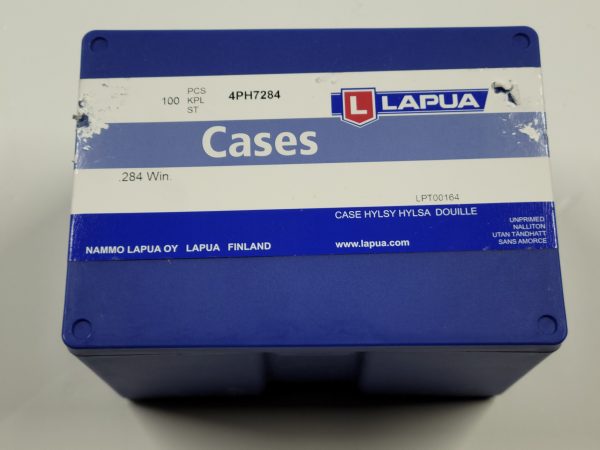 100 PCS KPL ST 4PH7284
L LAPUA
Cases
.284 Win.
LPT00164
CASE HYLSY HYLSA DOUILLE
UNPRIMED
NALLITON
UTAN TÄNDHATT
SANS AMORCE
NAMMO LAPUA OY LAPUA FINLAND
www.lapua.com